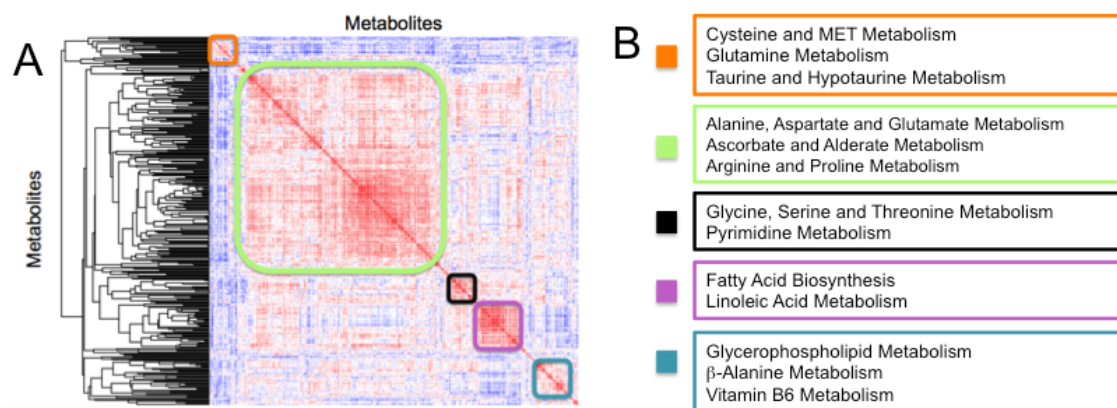 Metabolites
A
Metabolites
B
Cysteine and MET Metabolism
Glutamine Metabolism
Taurine and Hypotaurine Metabolism
Alanine, Aspartate and Glutamate Metabolism
Ascorbate and Alderate Metabolism
Arginine and Proline Metabolism
Glycine, Serine and Threonine Metabolism
Pyrimidine Metabolism
Fatty Acid Biosynthesis
Linoleic Acid Metabolism
Glycerophospholipid Metabolism
β-Alanine Metabolism
Vitamin B6 Metabolism